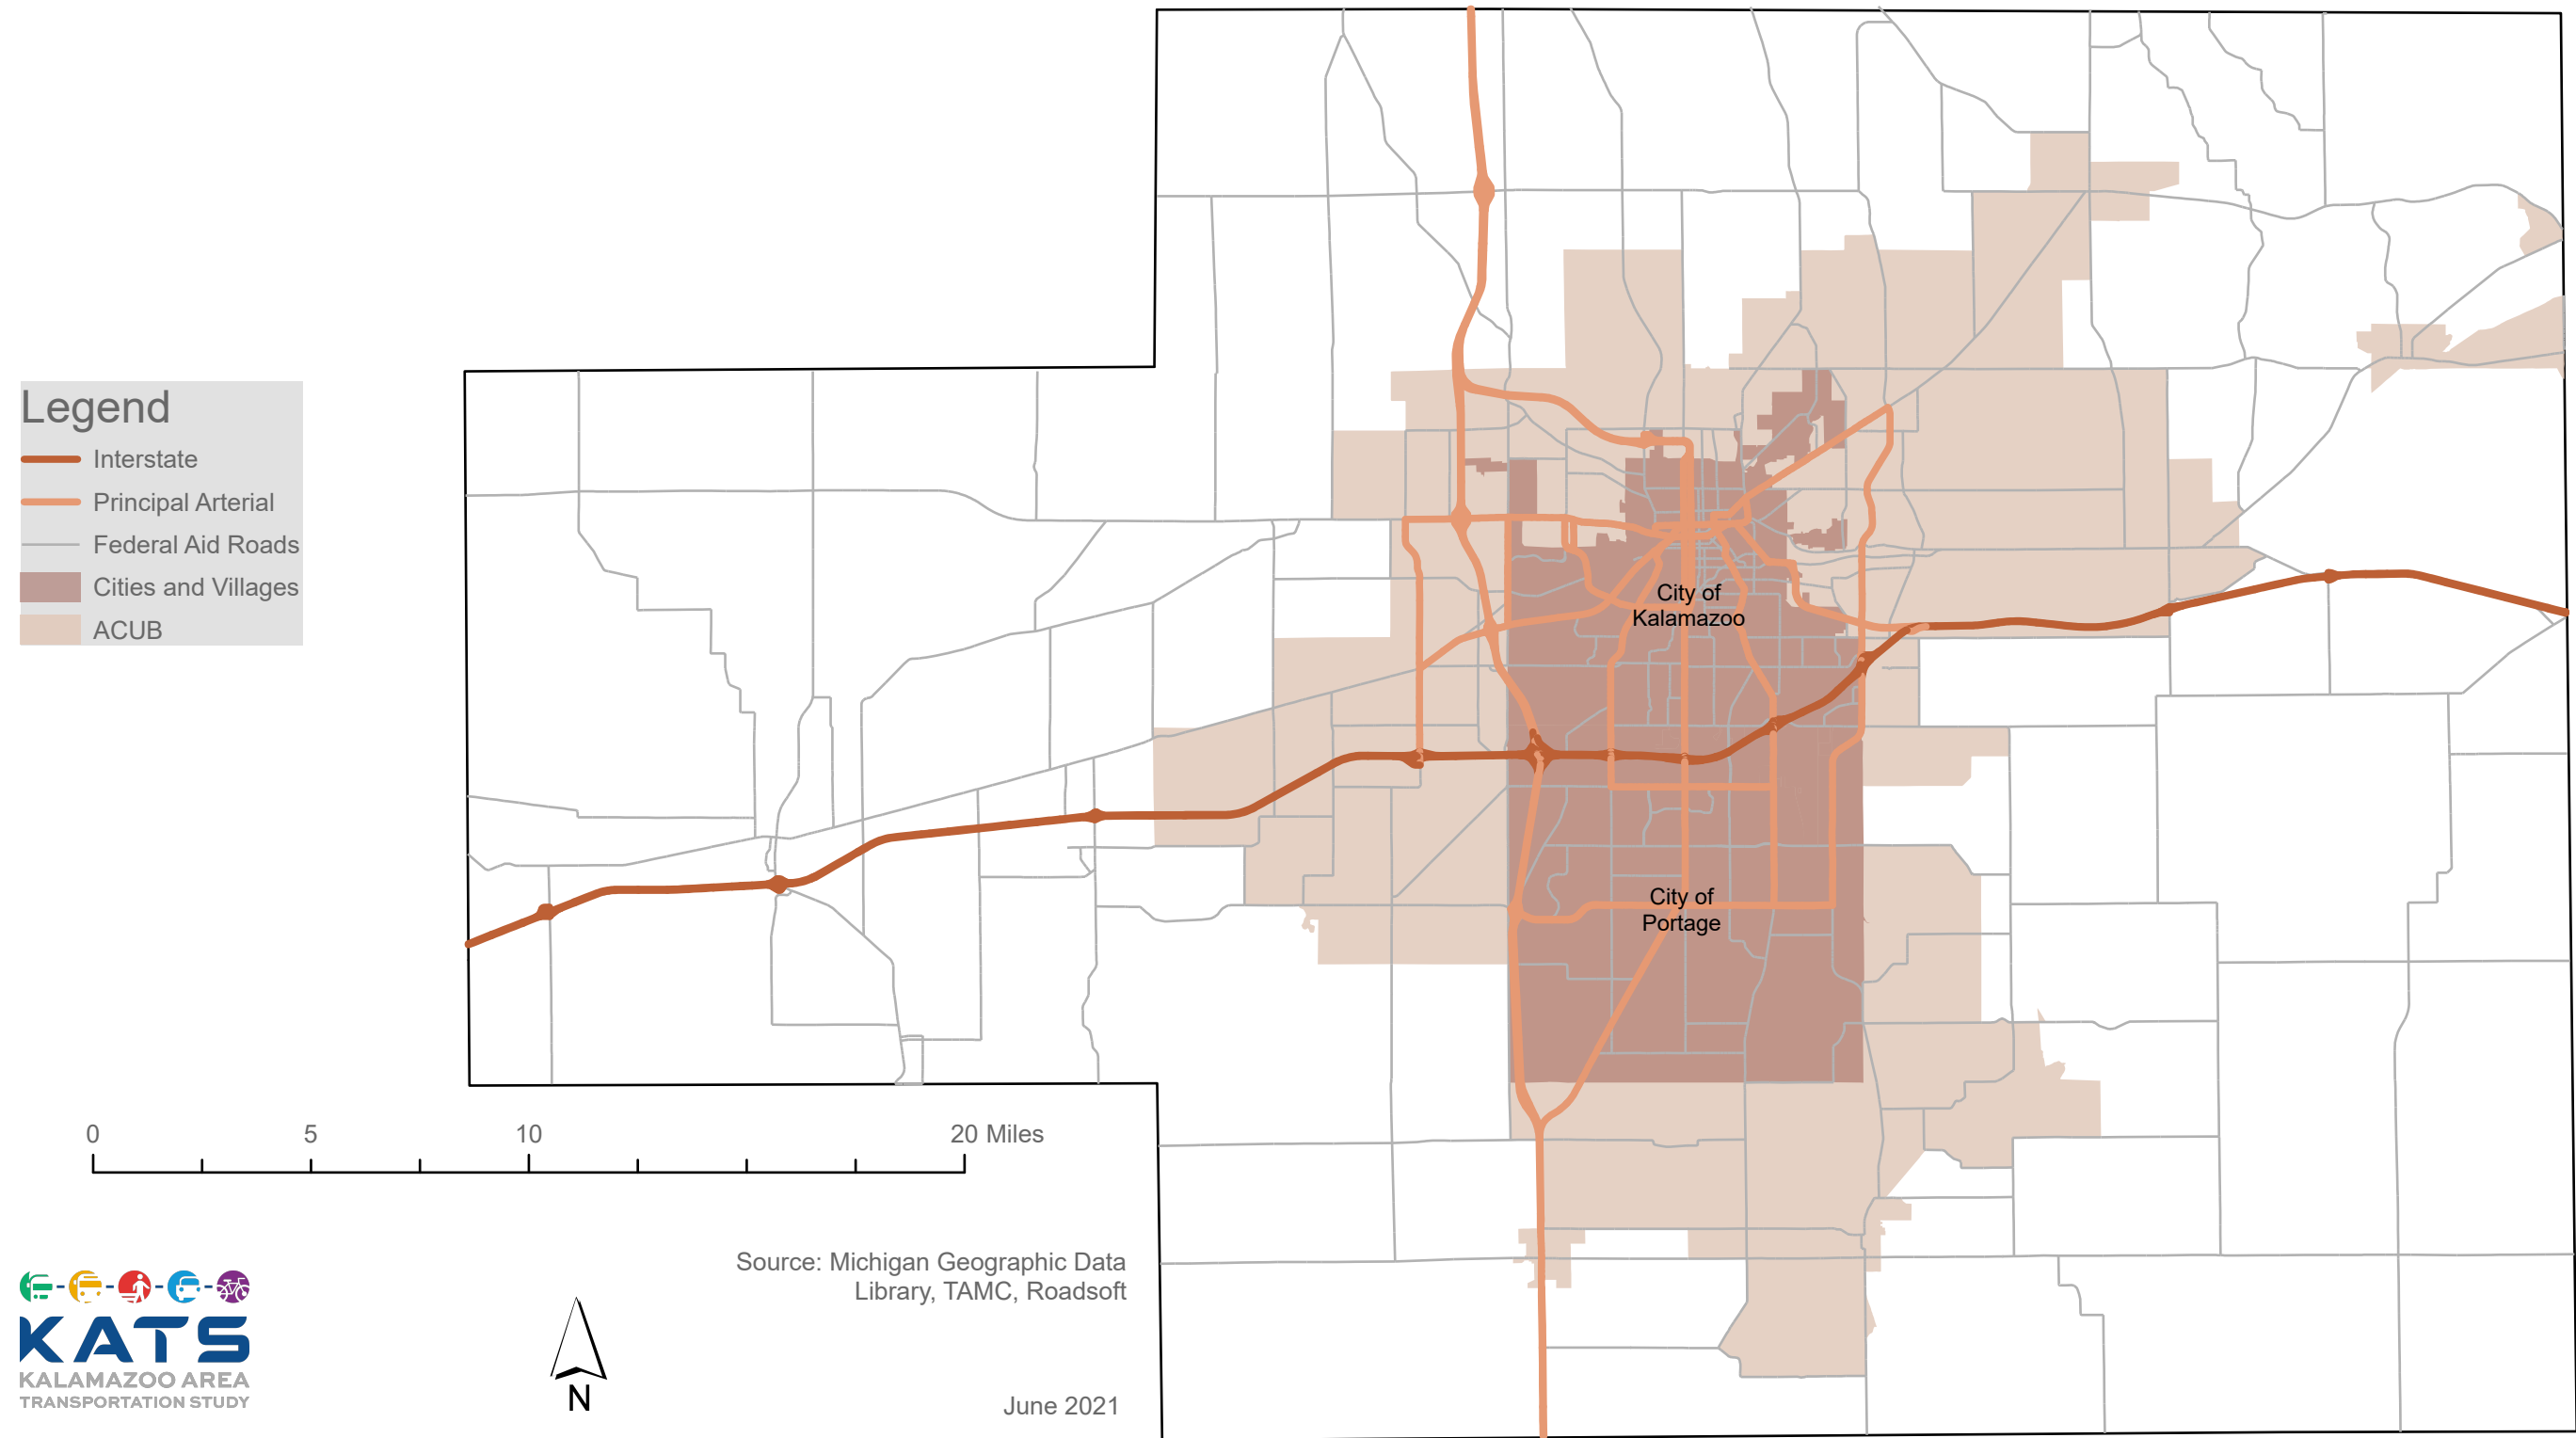 Legend
Interstate
Principal Arterial
Federal Aid Roads
Cities and Villages
ACUB
City of
Kalamazoo
City of
Portage
0 5 10 20 Miles
Source: Michigan Geographic Data
Library, TAMC, Roadsoft
KATS
KALAMAZOO AREA
TRANSPORTATION STUDY
N
June 2021